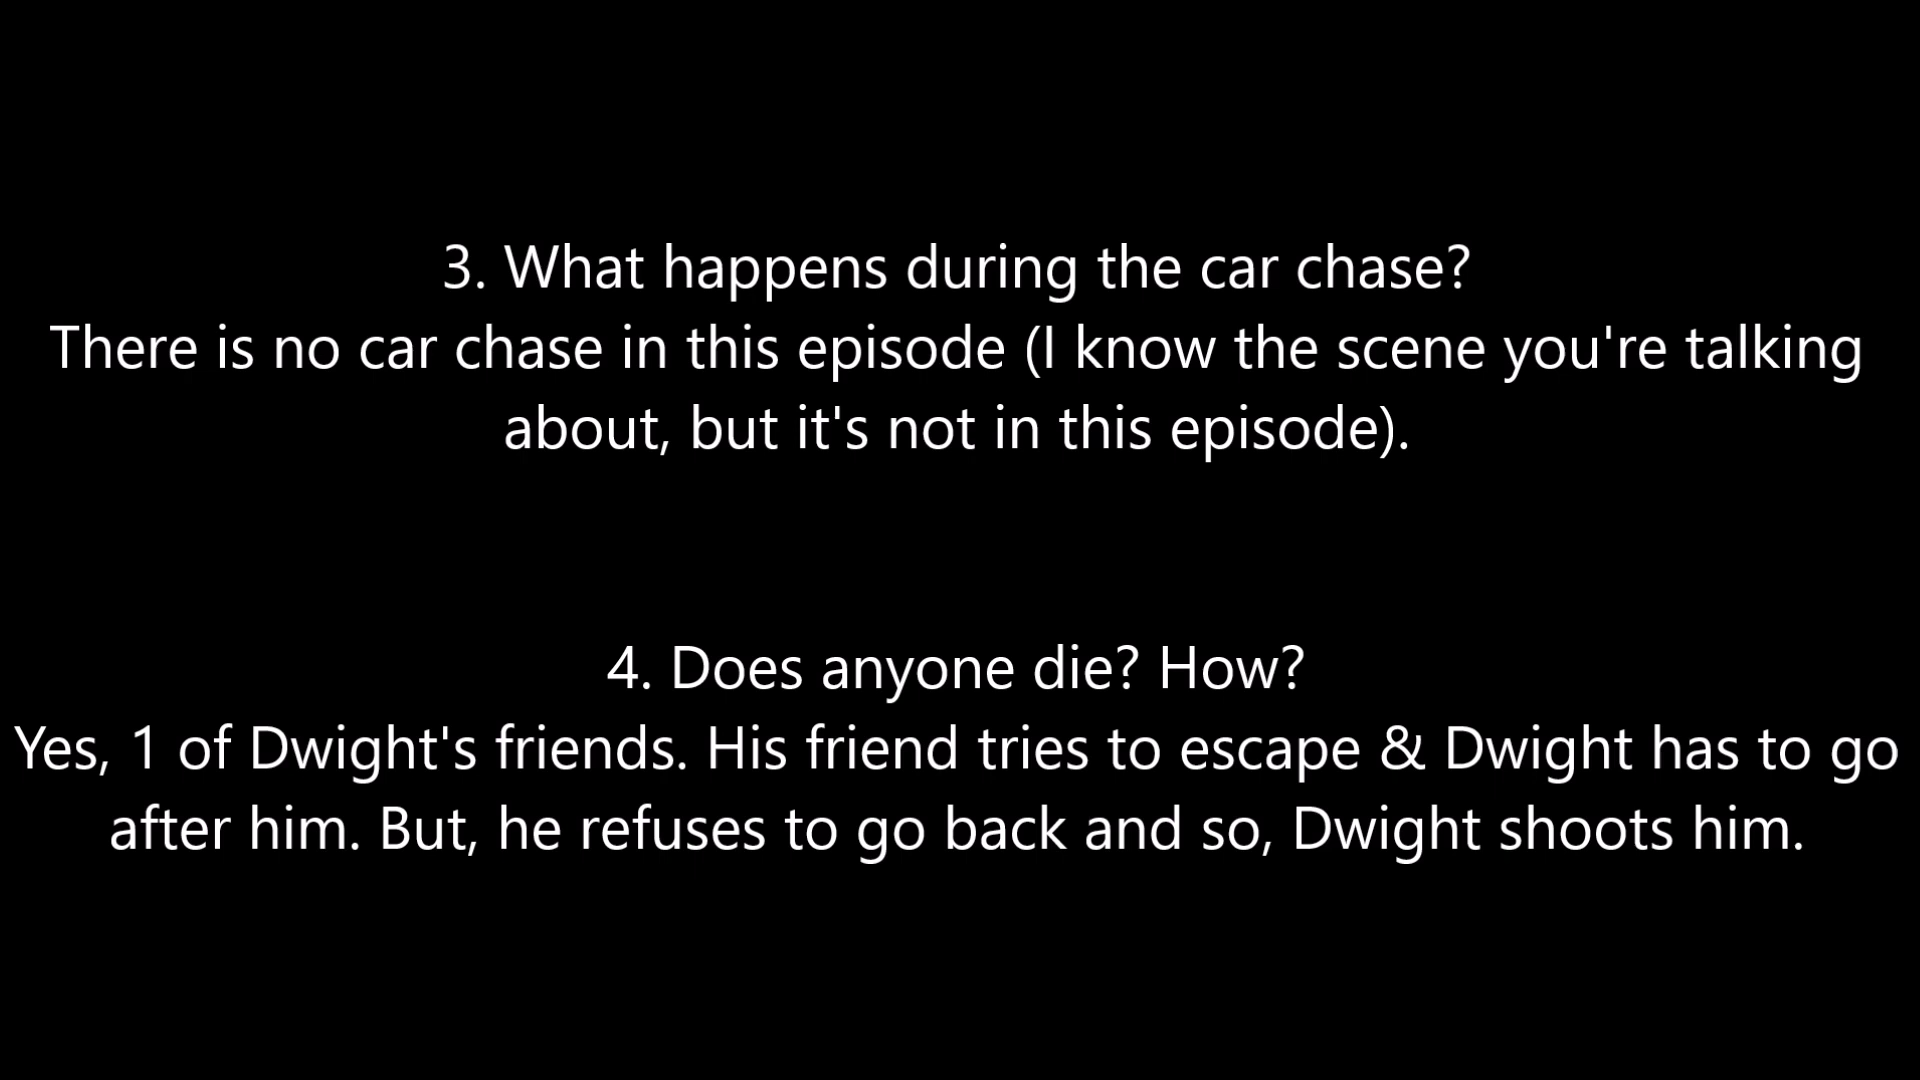 3. What happens during the car chase?
There is no car chase in this episode (I know the scene you're talking
about, but it's not in this episode).
4. Does anyone die? How?
Yes, 1 of Dwight's friends. His friend tries to escape & Dwight has to go
after him. But, he refuses to go back and so, Dwight shoots him.